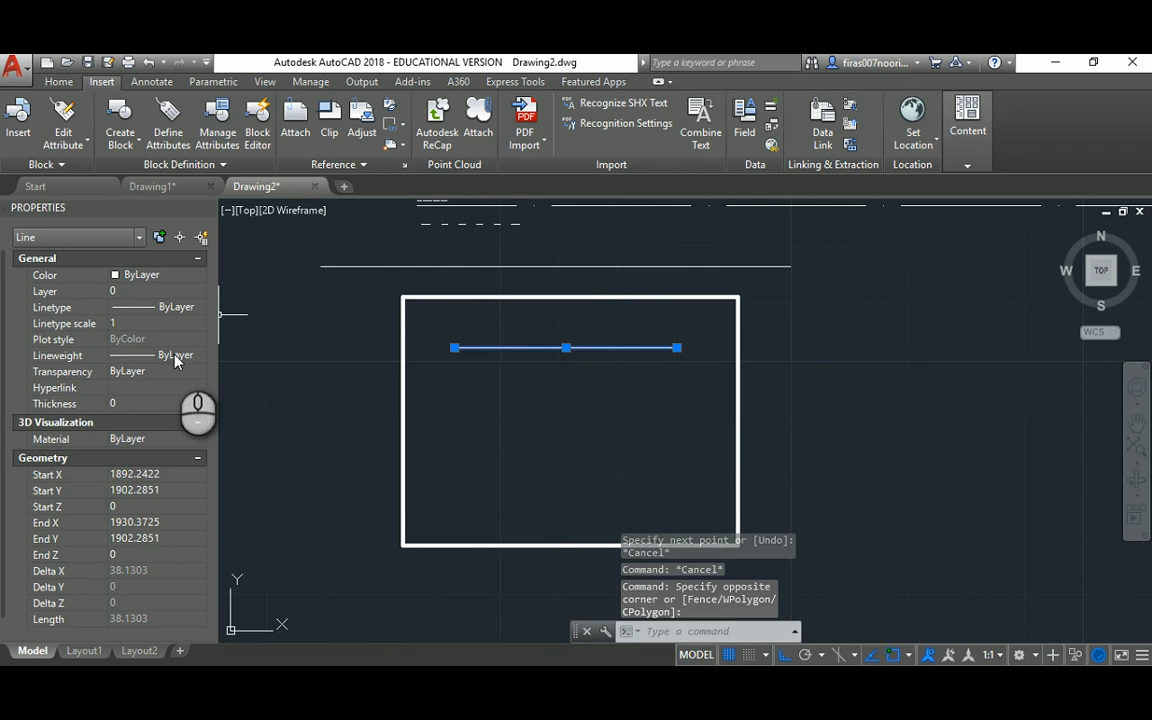 Autodesk AutoCAD 2018 - EDUCATIONAL VERSION Drawing2.dwg
Type a keyword or phrase
firas007noori...
Home Insert Annotate Parametric View Manage Output Add-ins A360 Express Tools Featured Apps
Insert
Edit Attribute
Create Block
Define Attributes
Manage Attributes
Block Editor
Attach
Clip
Adjust
Autodesk ReCap
Attach
PDF Import
Recognize SHX Text
Recognition Settings
Combine Text
Field
Data Link
Set Location
Content
Block Block Definition Reference Point Cloud Import Data Linking & Extraction Location
Start Drawing1* Drawing2*
PROPERTIES
[−][Top][2D Wireframe]
Line
General
Color ByLayer
Layer 0
Linetype ByLayer
Linetype scale 1
Plot style ByColor
Lineweight ByLayer
Transparency ByLayer
Hyperlink
Thickness 0
3D Visualization
Material ByLayer
Geometry
Start X 1892.2422
Start Y 1902.2851
Start Z 0
End X 1930.3725
End Y 1902.2851
End Z 0
Delta X 38.1303
Delta Y 0
Delta Z 0
Length 38.1303
N
W TOP E
S
WCS
Y
X
Specify next point or [Undo]:
*Cancel*
Command: *Cancel*
Command: Specify opposite
corner or [Fence/WPolygon/
CPolygon]:
Type a command
Model Layout1 Layout2
MODEL 1:1